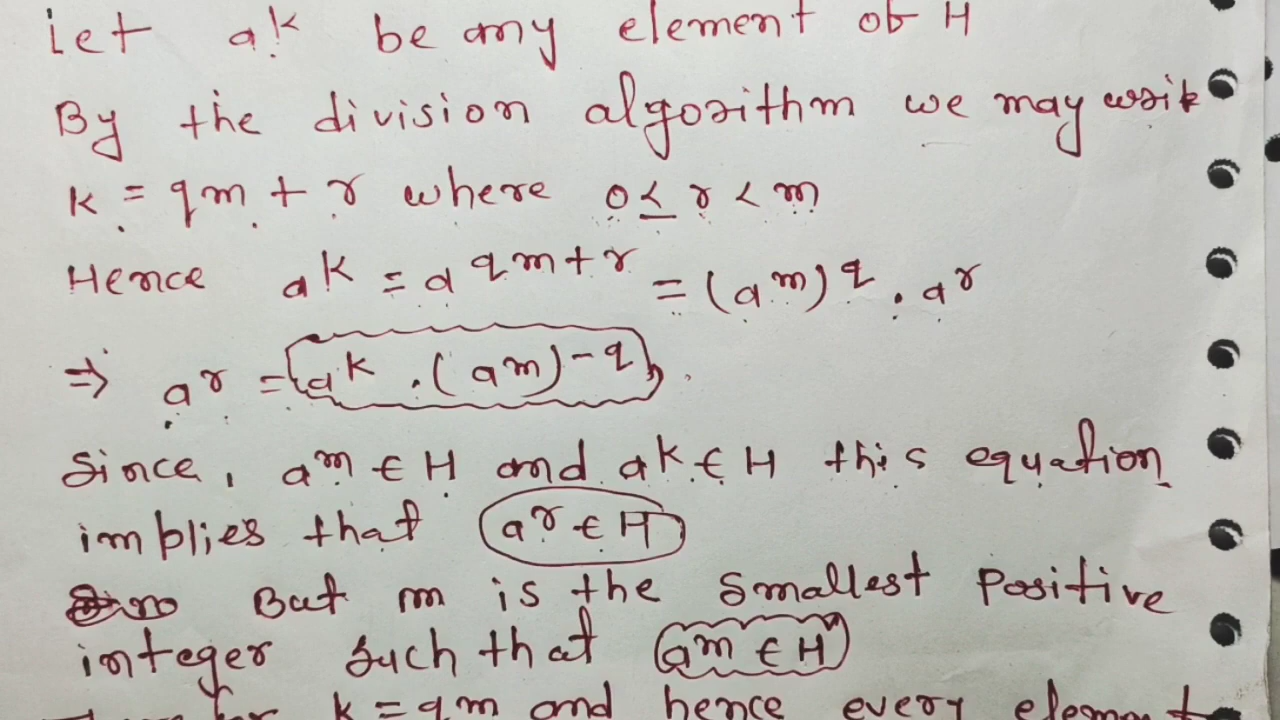 Let a^k be any element of H
By the division algorithm we may write
k = qm + r where 0 ≤ r < m
Hence a^k = a^(qm+r) = (a^m)^q . a^r
⇒ a^r = a^k . (a^m)^-q .
Since, a^m ∈ H and a^k ∈ H this equation
implies that a^r ∈ H
But m is the smallest positive
integer such that a^m ∈ H
k = qm and hence every element